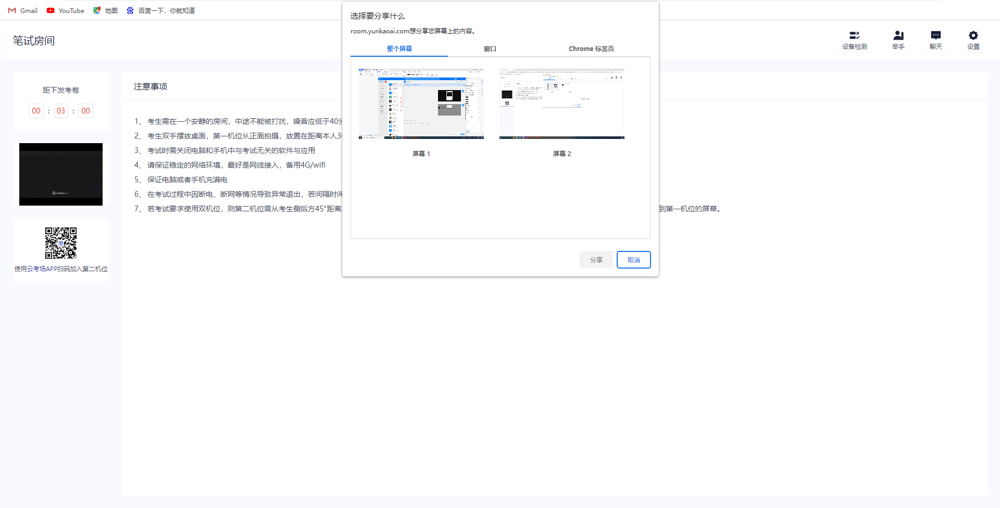 Gmail YouTube 地图 百度一下，你就知道
笔试房间
设备检测 举手 聊天 设置
选择要分享什么
room.yunkaoai.com想分享您屏幕上的内容。
整个屏幕 窗口 Chrome 标签页
屏幕 1 屏幕 2
分享 取消
距下发考卷
00 : 03 : 00
manycam
使用云考场APP扫码加入第二机位
注意事项
1、 考生需在一个安静的房间，中途不能被打扰，噪音应低于40分
2、 考生双手摆放桌面，第一机位从正面拍摄，放置在距离本人30
3、 考试时需关闭电脑和手机中与考试无关的软件与应用
4、 请保证稳定的网络环境，最好是网线接入，备用4G/wifi
5、 保证电脑或者手机充满电
6、 在考试过程中因断电、断网等情况导致异常退出，若间隔时间
7、 若考试要求使用双机位，则第二机位需从考生侧后方45°距离 到第一机位的屏幕。